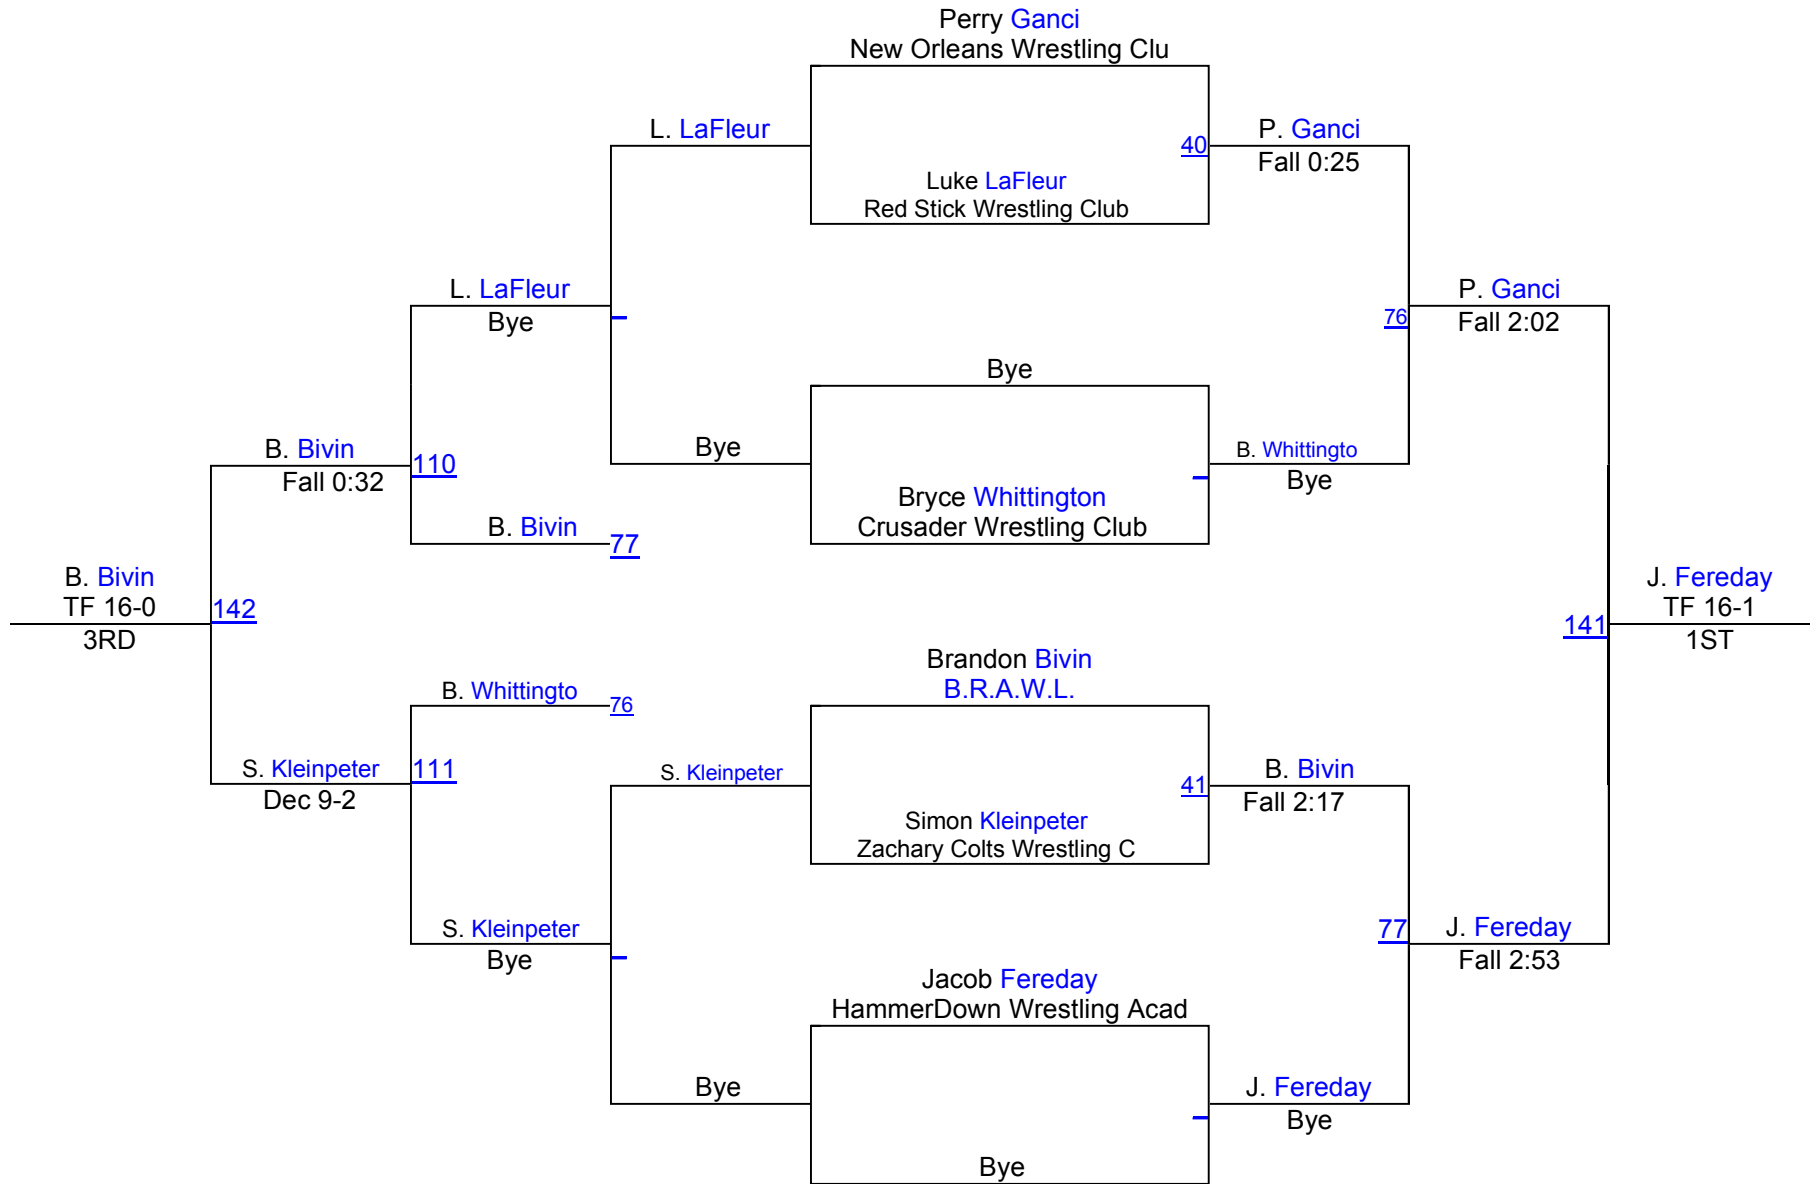 Perry Ganci
New Orleans Wrestling Clu
L. LaFleur
40
P. Ganci
Fall 0:25
Luke LaFleur
Red Stick Wrestling Club
L. LaFleur
Bye
76
P. Ganci
Fall 2:02
Bye
B. Bivin
Fall 0:32
110
Bye
B. Whittingto
Bye
Bryce Whittington
Crusader Wrestling Club
B. Bivin
77
B. Bivin
TF 16-0
3RD
142
141
J. Fereday
TF 16-1
1ST
Brandon Bivin
B.R.A.W.L.
B. Whittingto
76
S. Kleinpeter
Dec 9-2
111
S. Kleinpeter
41
B. Bivin
Fall 2:17
Simon Kleinpeter
Zachary Colts Wrestling C
S. Kleinpeter
Bye
77
J. Fereday
Fall 2:53
Jacob Fereday
HammerDown Wrestling Acad
Bye
J. Fereday
Bye
Bye